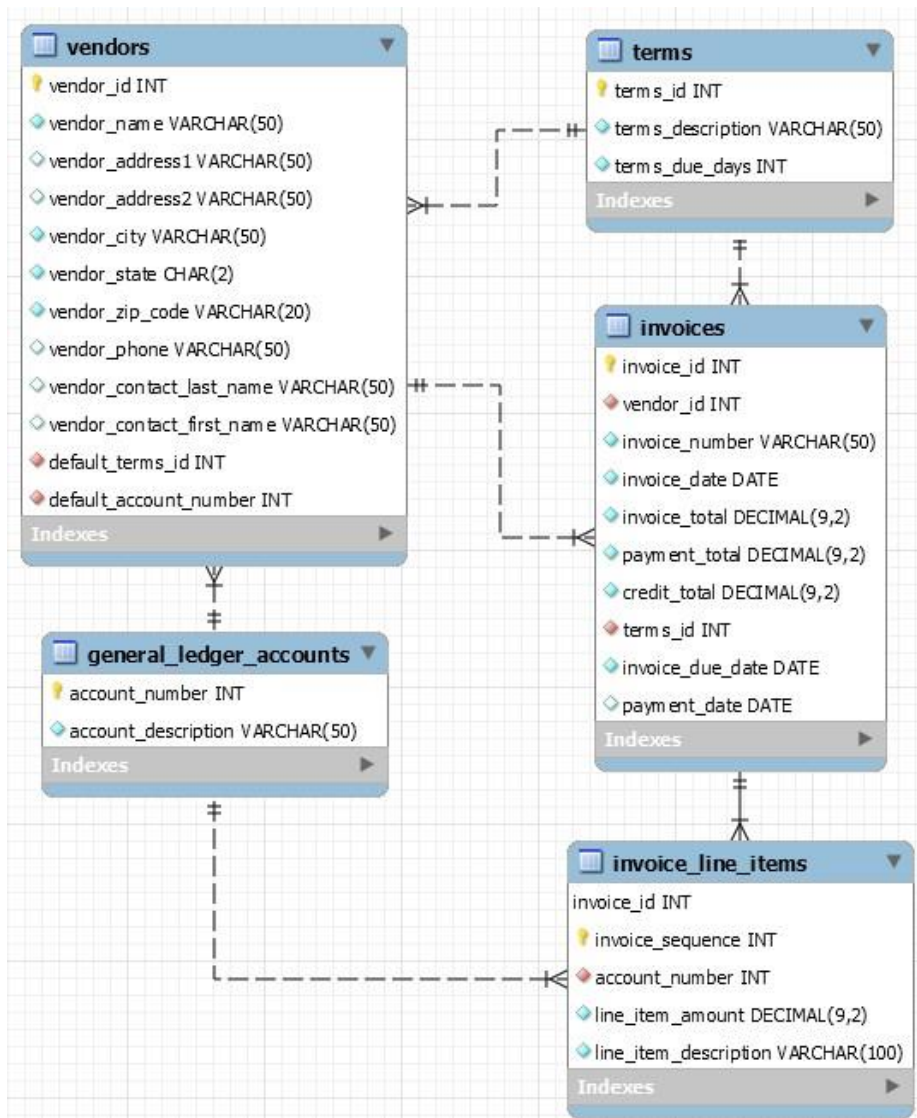 vendors
vendor_id INT
vendor_name VARCHAR(50)
vendor_address1 VARCHAR(50)
vendor_address2 VARCHAR(50)
vendor_city VARCHAR(50)
vendor_state CHAR(2)
vendor_zip_code VARCHAR(20)
vendor_phone VARCHAR(50)
vendor_contact_last_name VARCHAR(50)
vendor_contact_first_name VARCHAR(50)
default_terms_id INT
default_account_number INT
Indexes
terms
terms_id INT
terms_description VARCHAR(50)
terms_due_days INT
Indexes
invoices
invoice_id INT
vendor_id INT
invoice_number VARCHAR(50)
invoice_date DATE
invoice_total DECIMAL(9,2)
payment_total DECIMAL(9,2)
credit_total DECIMAL(9,2)
terms_id INT
invoice_due_date DATE
payment_date DATE
Indexes
general_ledger_accounts
account_number INT
account_description VARCHAR(50)
Indexes
invoice_line_items
invoice_id INT
invoice_sequence INT
account_number INT
line_item_amount DECIMAL(9,2)
line_item_description VARCHAR(100)
Indexes